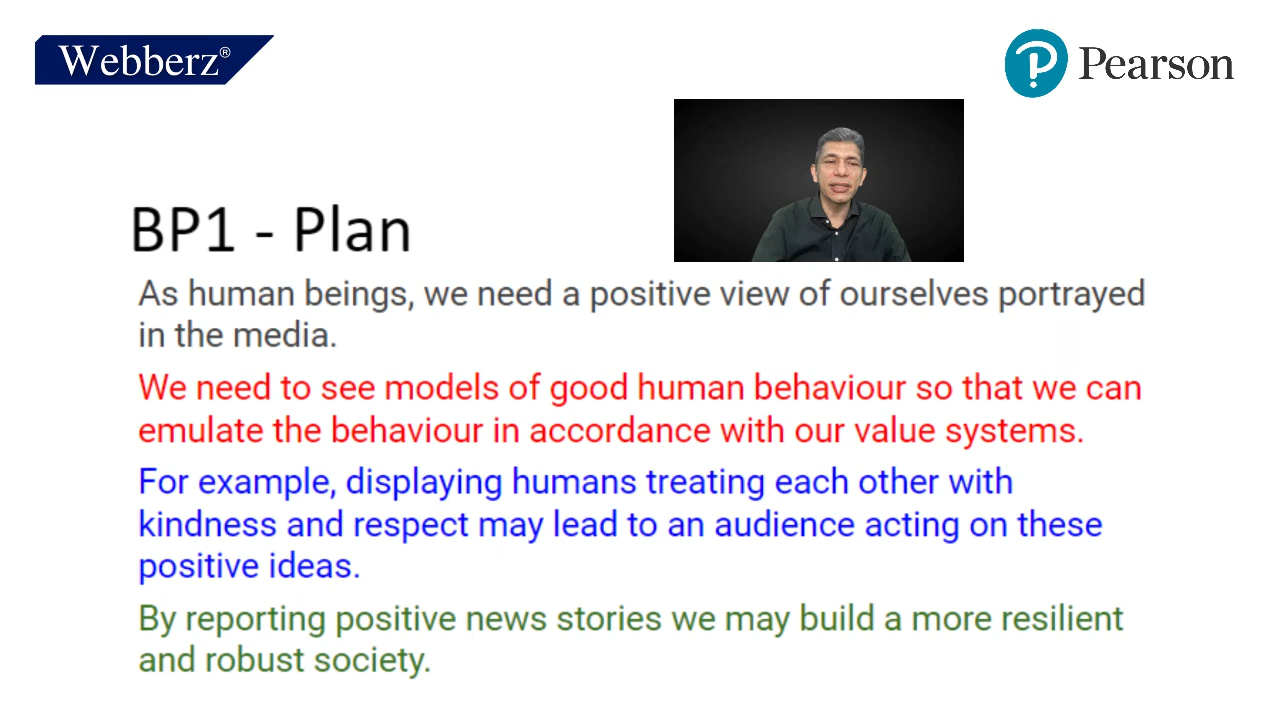 Webberz®
Pearson
BP1 - Plan
As human beings, we need a positive view of ourselves portrayed
in the media.
We need to see models of good human behaviour so that we can
emulate the behaviour in accordance with our value systems.
For example, displaying humans treating each other with
kindness and respect may lead to an audience acting on these
positive ideas.
By reporting positive news stories we may build a more resilient
and robust society.